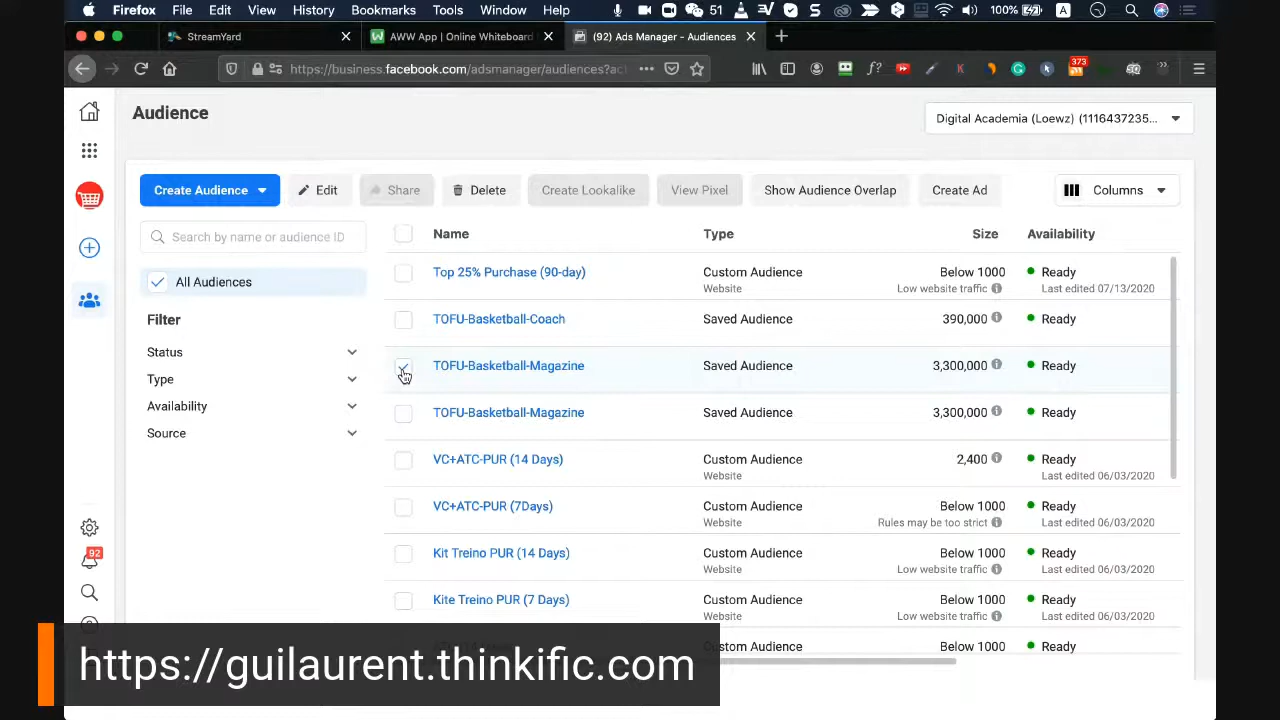 Firefox File Edit View History Bookmarks Tools Window Help 51 100% A
StreamYard AWW App | Online Whiteboard (92) Ads Manager - Audiences
https://business.facebook.com/adsmanager/audiences?act 373
Audience
Digital Academia (Loewz) (1116437235...
Create Audience Edit Share Delete Create Lookalike View Pixel Show Audience Overlap Create Ad Columns
Search by name or audience ID
All Audiences
Filter
Status
Type
Availability
Source
Name Type Size Availability
Top 25% Purchase (90-day) Custom Audience Below 1000 Ready
Website Low website traffic Last edited 07/13/2020
TOFU-Basketball-Coach Saved Audience 390,000 Ready
TOFU-Basketball-Magazine Saved Audience 3,300,000 Ready
TOFU-Basketball-Magazine Saved Audience 3,300,000 Ready
VC+ATC-PUR (14 Days) Custom Audience 2,400 Ready
Website Last edited 06/03/2020
VC+ATC-PUR (7Days) Custom Audience Below 1000 Ready
Website Rules may be too strict Last edited 06/03/2020
Kit Treino PUR (14 Days) Custom Audience Below 1000 Ready
Website Low website traffic Last edited 06/03/2020
Kite Treino PUR (7 Days) Custom Audience Below 1000 Ready
Website Low website traffic Last edited 06/03/2020
Custom Audience Below 1000 Ready
92
https://guilaurent.thinkific.com